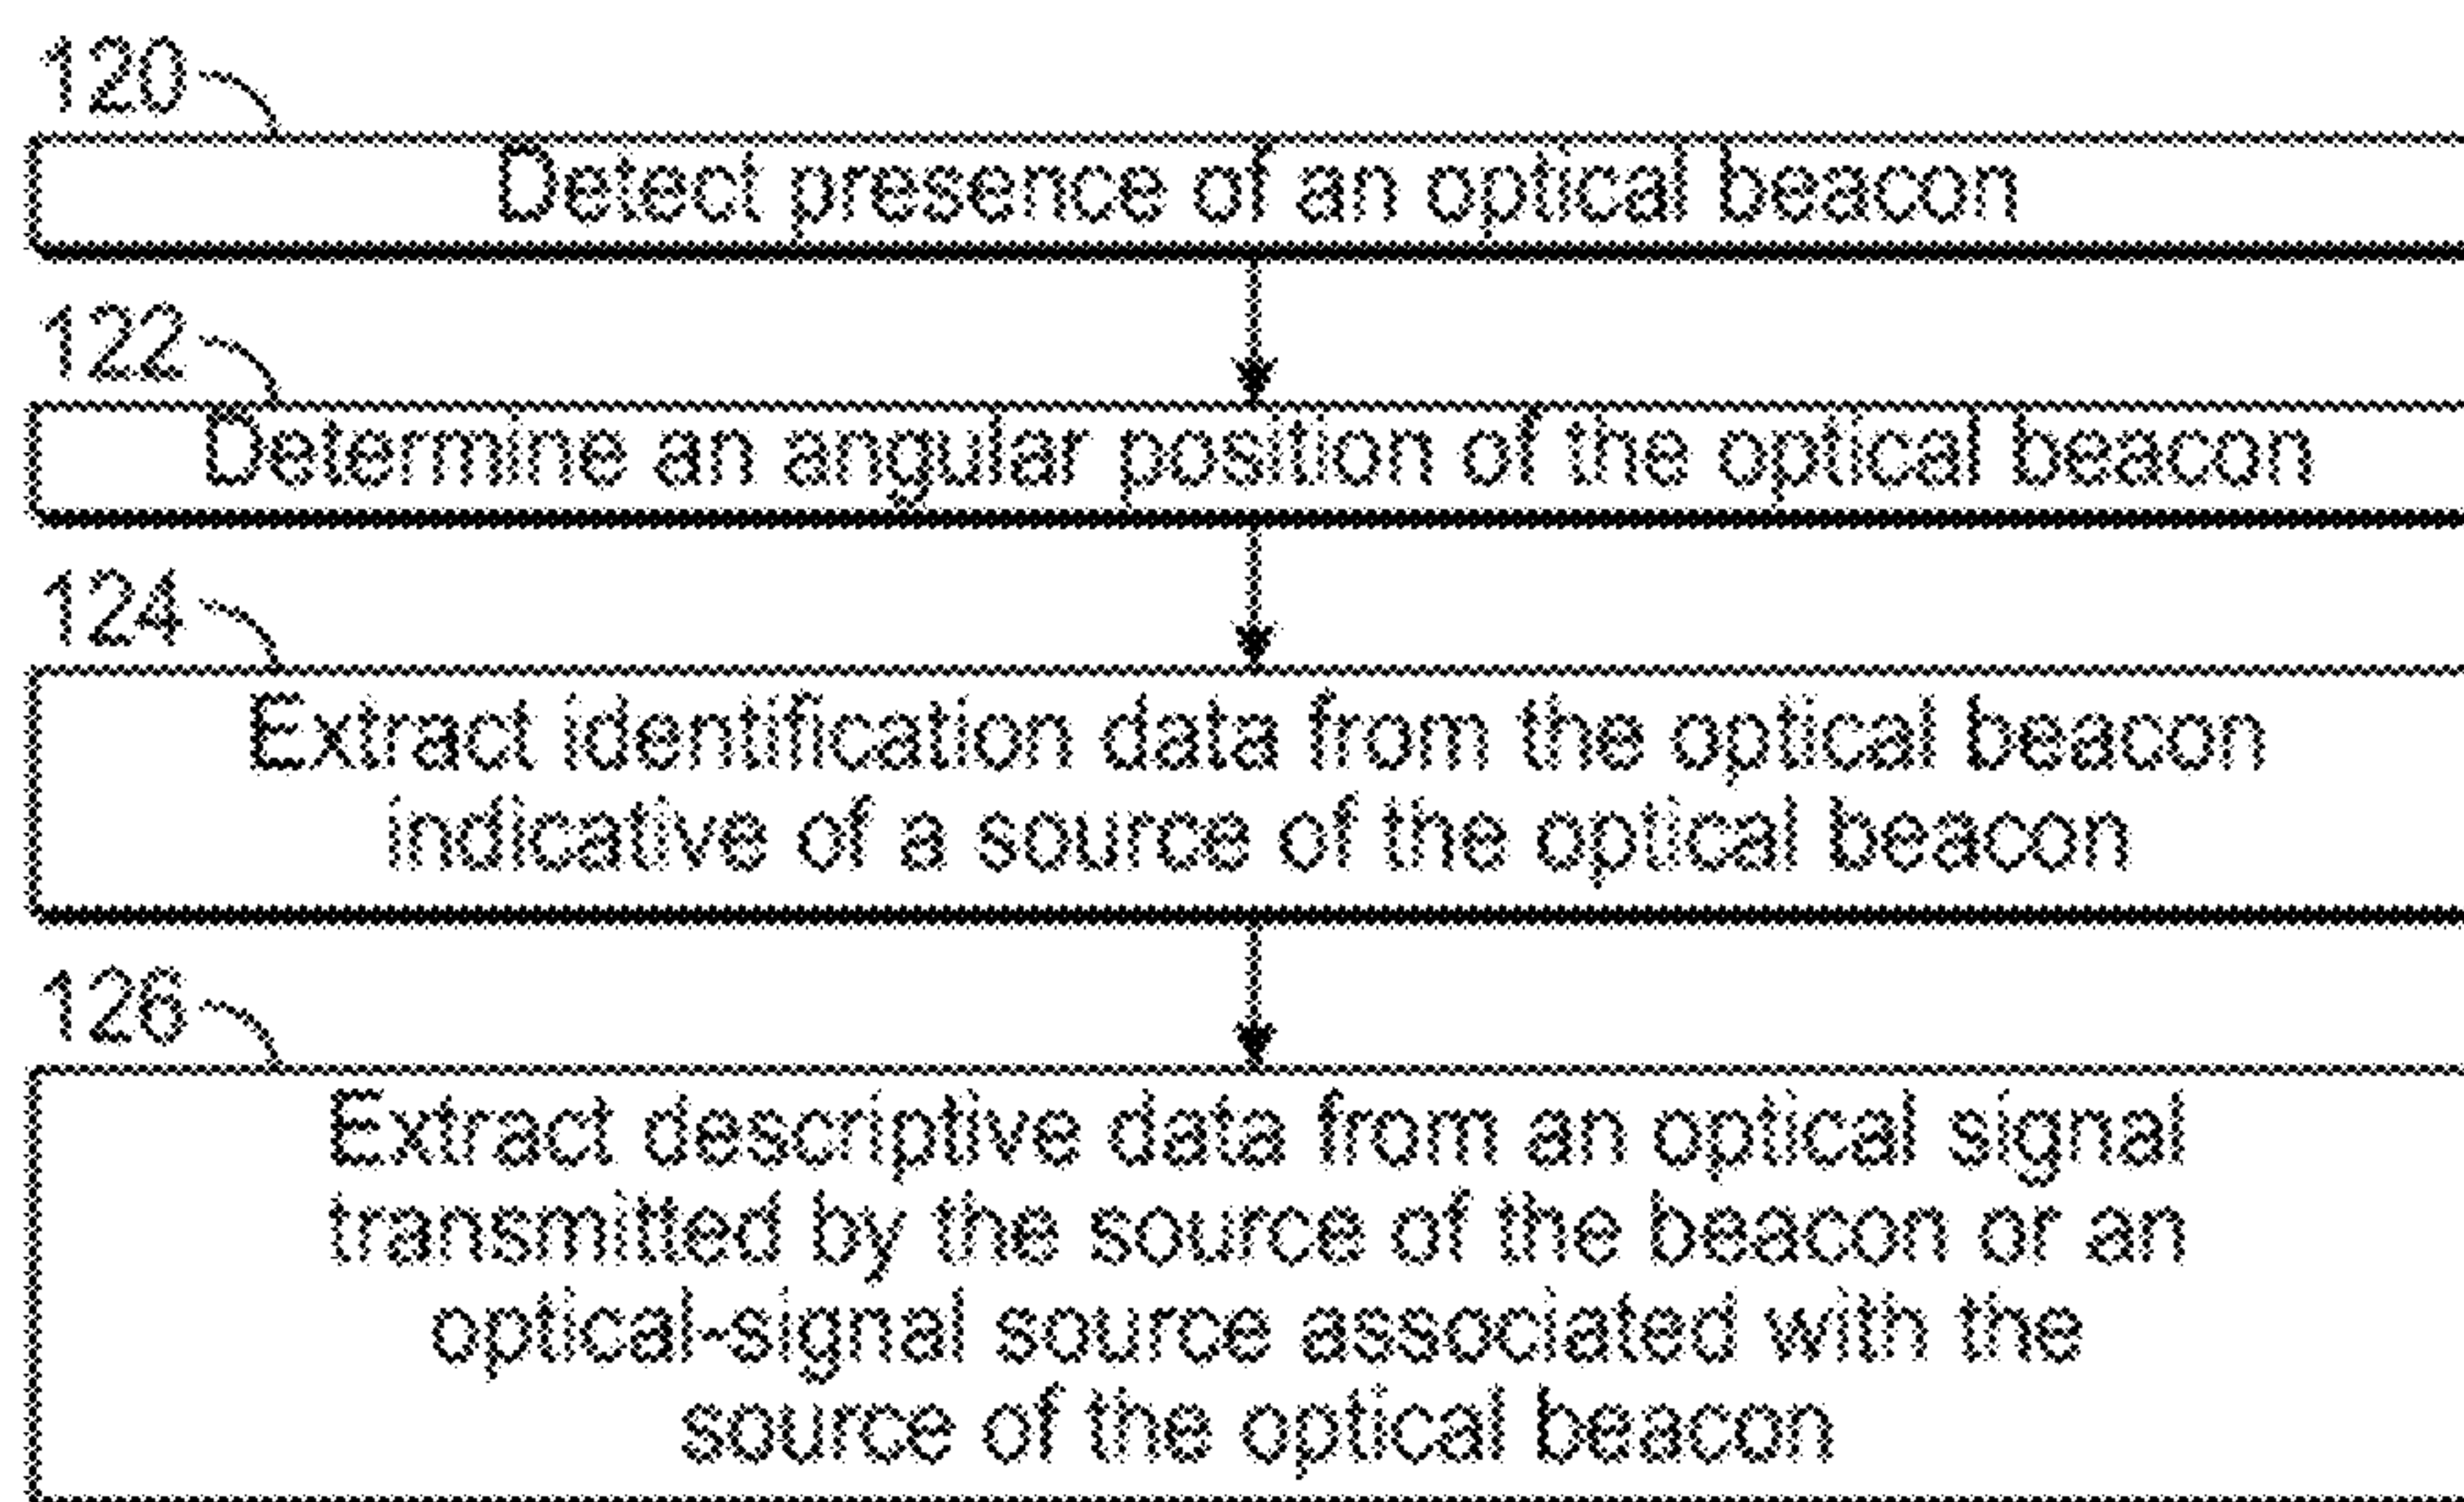 120
Detect presence of an optical beacon
122
Determine an angular position of the optical beacon
124
Extract identification data from the optical beacon
indicative of a source of the optical beacon
126
Extract descriptive data from an optical signal
transmitted by the source of the beacon or an
optical-signal source associated with the
source of the optical beacon